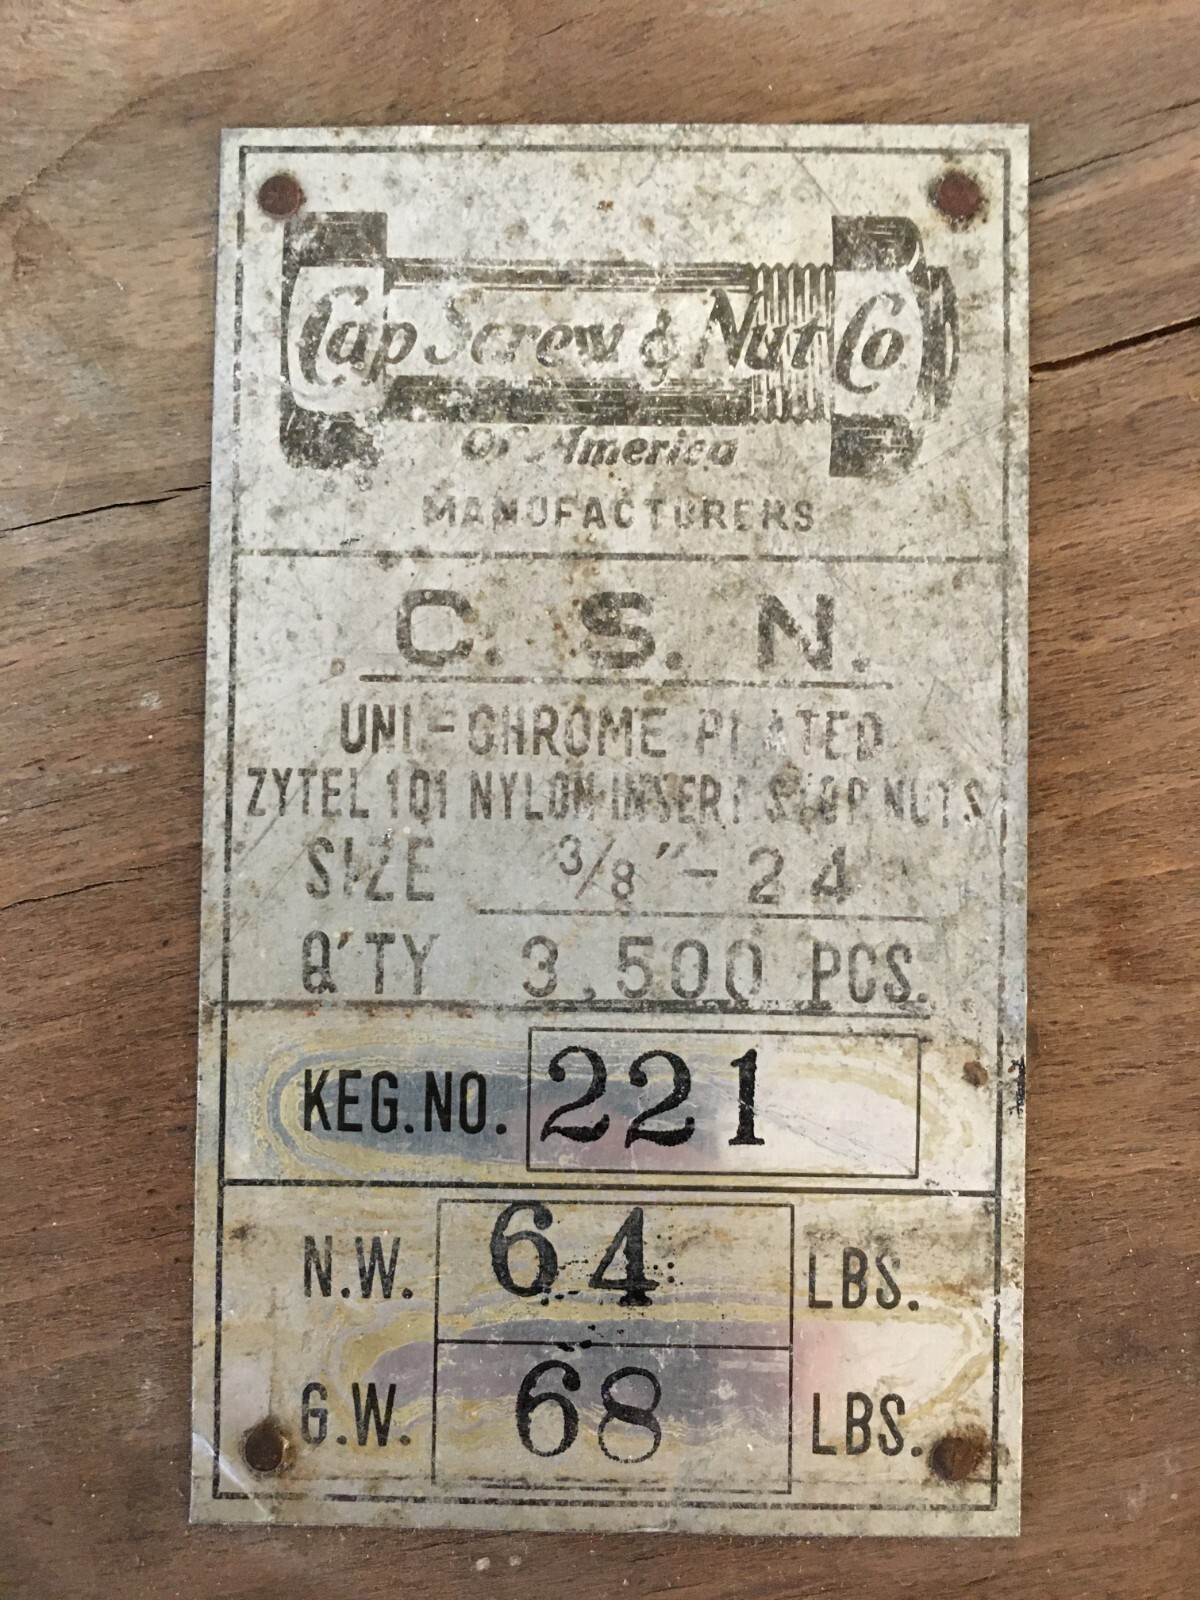 Cap Screw & Nut Co
Of America
MANUFACTURERS
C. S. N.
UNI-CHROME PLATED
ZYTEL 101 NYLON INSERT STOP NUTS
SIZE 3/8"-24
Q'TY 3,500 PCS.
KEG.NO. 221
N.W. 64 LBS.
G.W. 68 LBS.